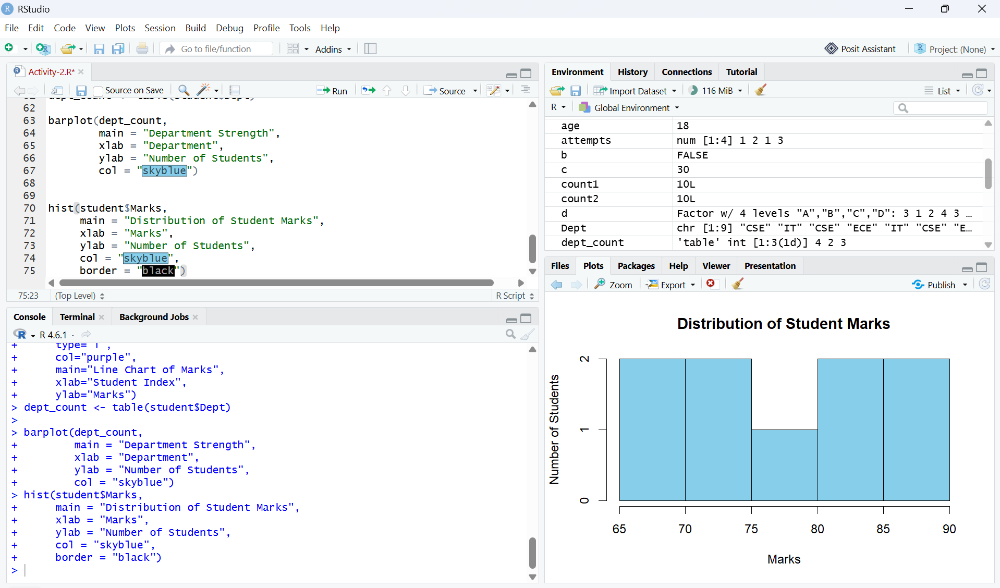 RStudio
File Edit Code View Plots Session Build Debug Profile Tools Help
Go to file/function Addins Posit Assistant Project: (None)
Activity-2.R*
Source on Save Run Source
62
63 barplot(dept_count,
64 main = "Department Strength",
65 xlab = "Department",
66 ylab = "Number of Students",
67 col = "skyblue")
68
69
70 hist(student$Marks,
71 main = "Distribution of Student Marks",
72 xlab = "Marks",
73 ylab = "Number of Students",
74 col = "skyblue",
75 border = "black")
75:23 (Top Level) R Script
Console Terminal Background Jobs
R R 4.6.1 ·
+ type="l",
+ col="purple",
+ main="Line Chart of Marks",
+ xlab="Student Index",
+ ylab="Marks")
> dept_count <- table(student$Dept)
>
> barplot(dept_count,
+ main = "Department Strength",
+ xlab = "Department",
+ ylab = "Number of Students",
+ col = "skyblue")
> hist(student$Marks,
+ main = "Distribution of Student Marks",
+ xlab = "Marks",
+ ylab = "Number of Students",
+ col = "skyblue",
+ border = "black")
>
Environment History Connections Tutorial
Import Dataset 116 MiB List
R Global Environment
age 18
attempts num [1:4] 1 2 1 3
b FALSE
c 30
count1 10L
count2 10L
d Factor w/ 4 levels "A","B","C","D": 3 1 2 4 3 …
Dept chr [1:9] "CSE" "IT" "CSE" "ECE" "IT" "CSE" "E…
dept_count 'table' int [1:3(1d)] 4 2 3
Files Plots Packages Help Viewer Presentation
Zoom Export Publish
Distribution of Student Marks
Number of Students
2
1
0
65 70 75 80 85 90
Marks